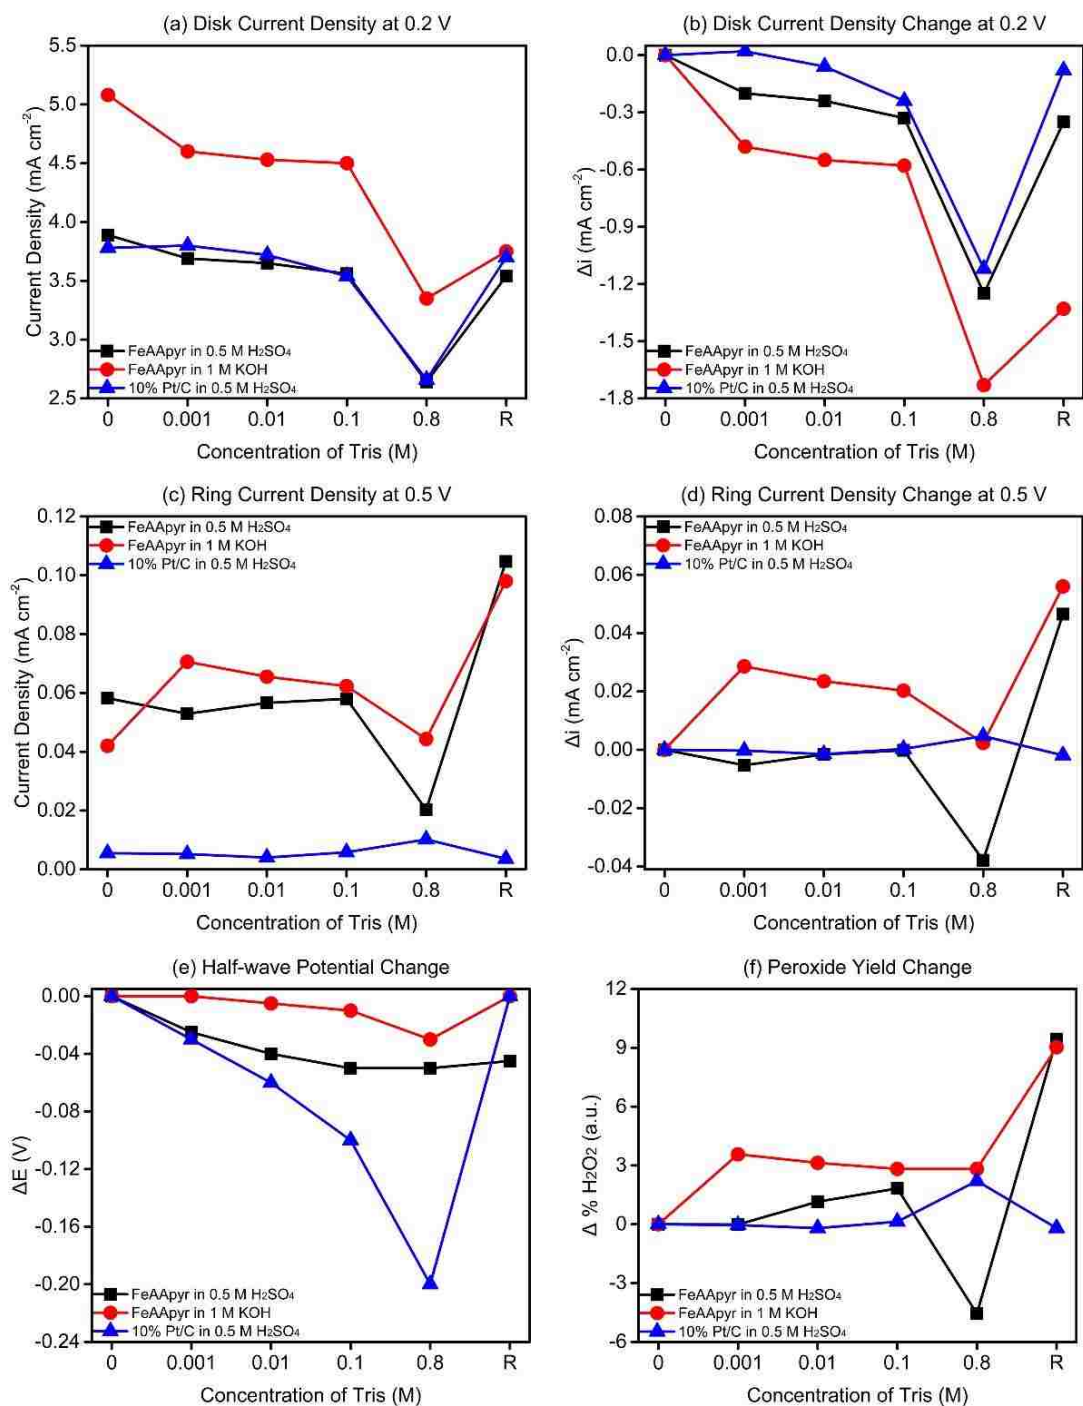 (a) Disk Current Density at 0.2 V
5.5
5.0
4.5
4.0
3.5
3.0
2.5
Current Density (mA cm⁻²)
FeAApyr in 0.5 M H₂SO₄
FeAApyr in 1 M KOH
10% Pt/C in 0.5 M H₂SO₄
0 0.001 0.01 0.1 0.8 R
Concentration of Tris (M)
(b) Disk Current Density Change at 0.2 V
0.0
-0.3
-0.6
-0.9
-1.2
-1.5
-1.8
Δi (mA cm⁻²)
FeAApyr in 0.5 M H₂SO₄
FeAApyr in 1 M KOH
10% Pt/C in 0.5 M H₂SO₄
0 0.001 0.01 0.1 0.8 R
Concentration of Tris (M)
(c) Ring Current Density at 0.5 V
0.12
0.10
0.08
0.06
0.04
0.02
0.00
Current Density (mA cm⁻²)
FeAApyr in 0.5 M H₂SO₄
FeAApyr in 1 M KOH
10% Pt/C in 0.5 M H₂SO₄
0 0.001 0.01 0.1 0.8 R
Concentration of Tris (M)
(d) Ring Current Density Change at 0.5 V
0.08
0.06
0.04
0.02
0.00
-0.02
-0.04
Δi (mA cm⁻²)
FeAApyr in 0.5 M H₂SO₄
FeAApyr in 1 M KOH
10% Pt/C in 0.5 M H₂SO₄
0 0.001 0.01 0.1 0.8 R
Concentration of Tris (M)
(e) Half-wave Potential Change
0.00
-0.04
-0.08
-0.12
-0.16
-0.20
-0.24
ΔE (V)
FeAApyr in 0.5 M H₂SO₄
FeAApyr in 1 M KOH
10% Pt/C in 0.5 M H₂SO₄
0 0.001 0.01 0.1 0.8 R
Concentration of Tris (M)
(f) Peroxide Yield Change
12
9
6
3
0
-3
-6
Δ % H₂O₂ (a.u.)
FeAApyr in 0.5 M H₂SO₄
FeAApyr in 1 M KOH
10% Pt/C in 0.5 M H₂SO₄
0 0.001 0.01 0.1 0.8 R
Concentration of Tris (M)